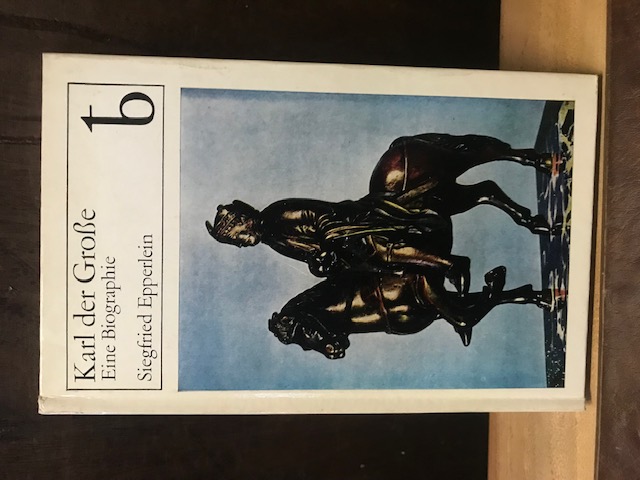 Karl der Große
Eine Biographie
Siegfried Epperlein
b